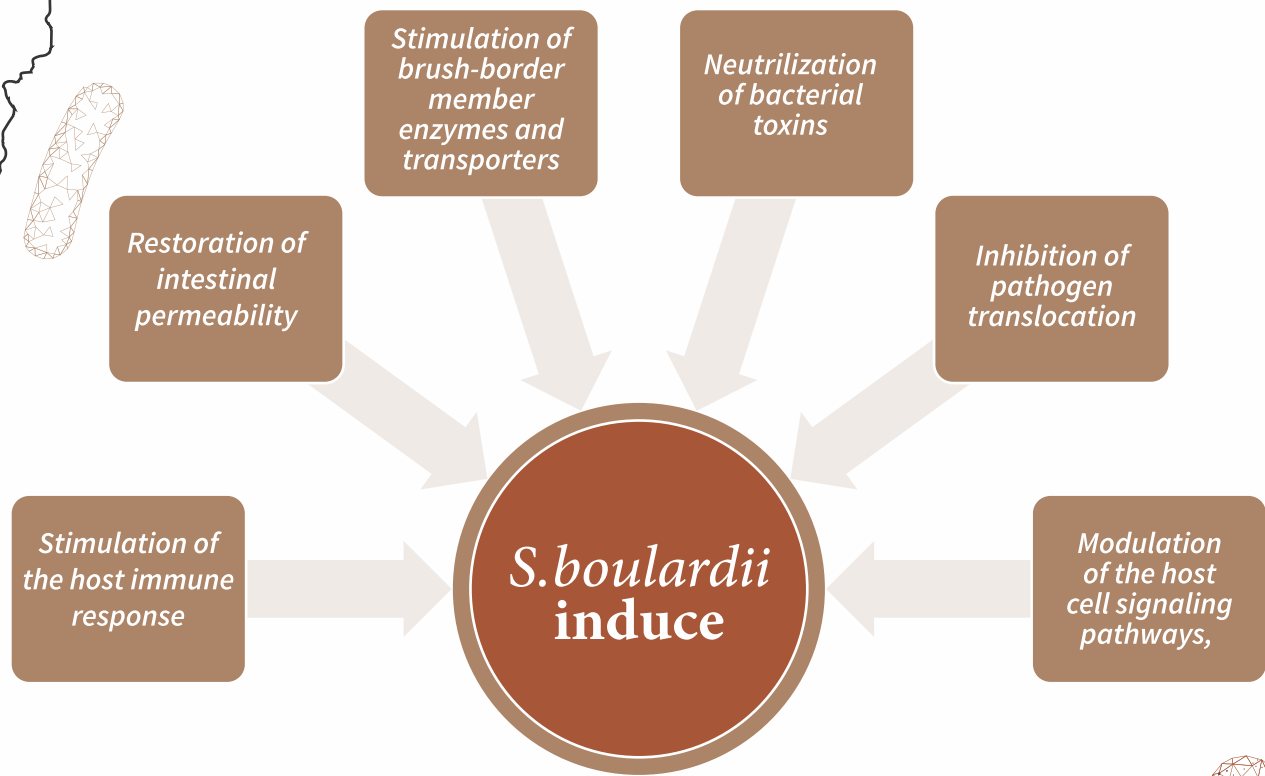 Stimulation of
brush-border
member
enzymes and
transporters
Neutrilization
of bacterial
toxins
Restoration of
intestinal
permeability
Inhibition of
pathogen
translocation
Stimulation of
the host immune
response
S.boulardii
induce
Modulation
of the host
cell signaling
pathways,